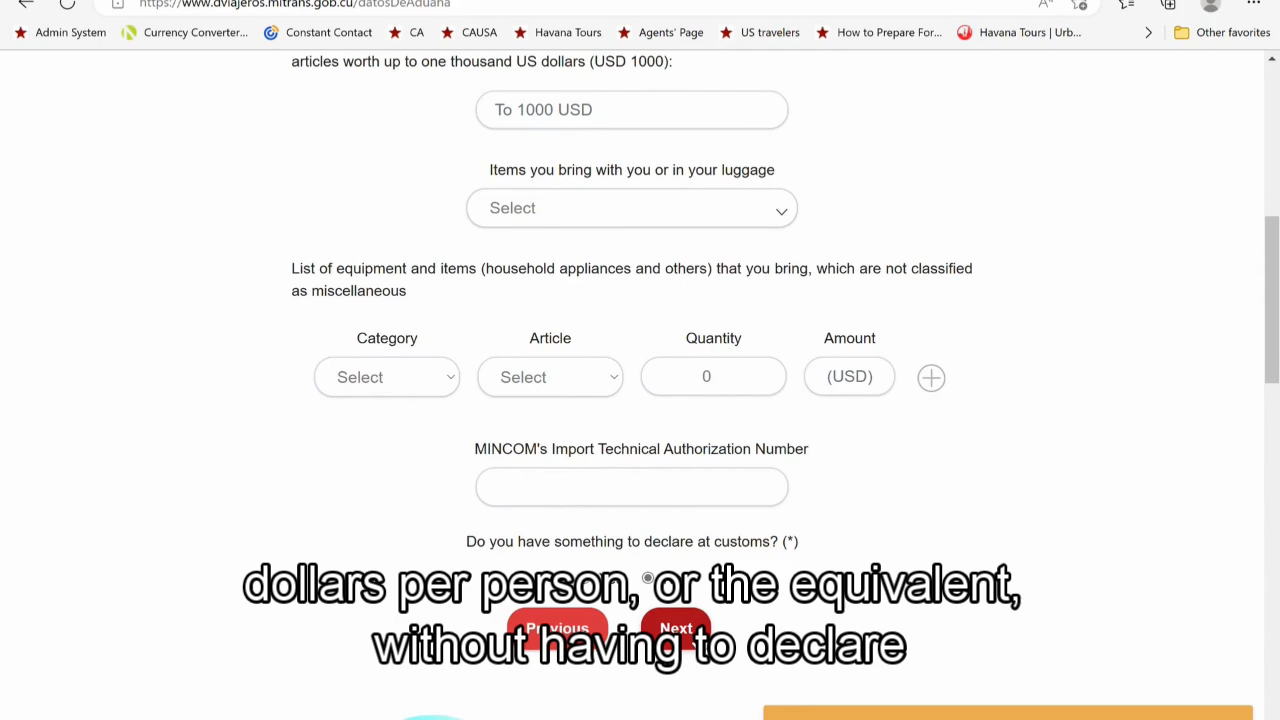 https://www.dviajeros.mitrans.gob.cu/datosDeAduana
Admin System Currency Converter... Constant Contact CA CAUSA Havana Tours Agents' Page US travelers How to Prepare For... Havana Tours | Urb... Other favorites
articles worth up to one thousand US dollars (USD 1000):
To 1000 USD
Items you bring with you or in your luggage
Select
List of equipment and items (household appliances and others) that you bring, which are not classified
as miscellaneous
Category Article Quantity Amount
Select Select 0 (USD)
MINCOM's Import Technical Authorization Number
Do you have something to declare at customs? (*)
dollars per person, or the equivalent,
Previous Next
without having to declare